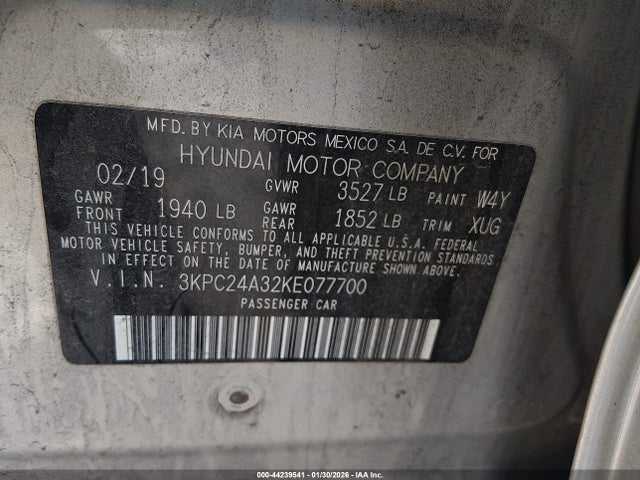 MFD. BY KIA MOTORS MEXICO S.A. DE C.V. FOR
HYUNDAI MOTOR COMPANY
02/19 GVWR 3527 LB PAINT W4Y
GAWR FRONT 1940 LB GAWR REAR 1852 LB TRIM XUG
THIS VEHICLE CONFORMS TO ALL APPLICABLE U.S.A. FEDERAL
MOTOR VEHICLE SAFETY, BUMPER, AND THEFT PREVENTION STANDARDS
IN EFFECT ON THE DATE OF MANUFACTURE SHOWN ABOVE.
V.I.N. 3KPC24A32KE077700
PASSENGER CAR
000-44239541 - 01/30/2026 - IAA Inc.